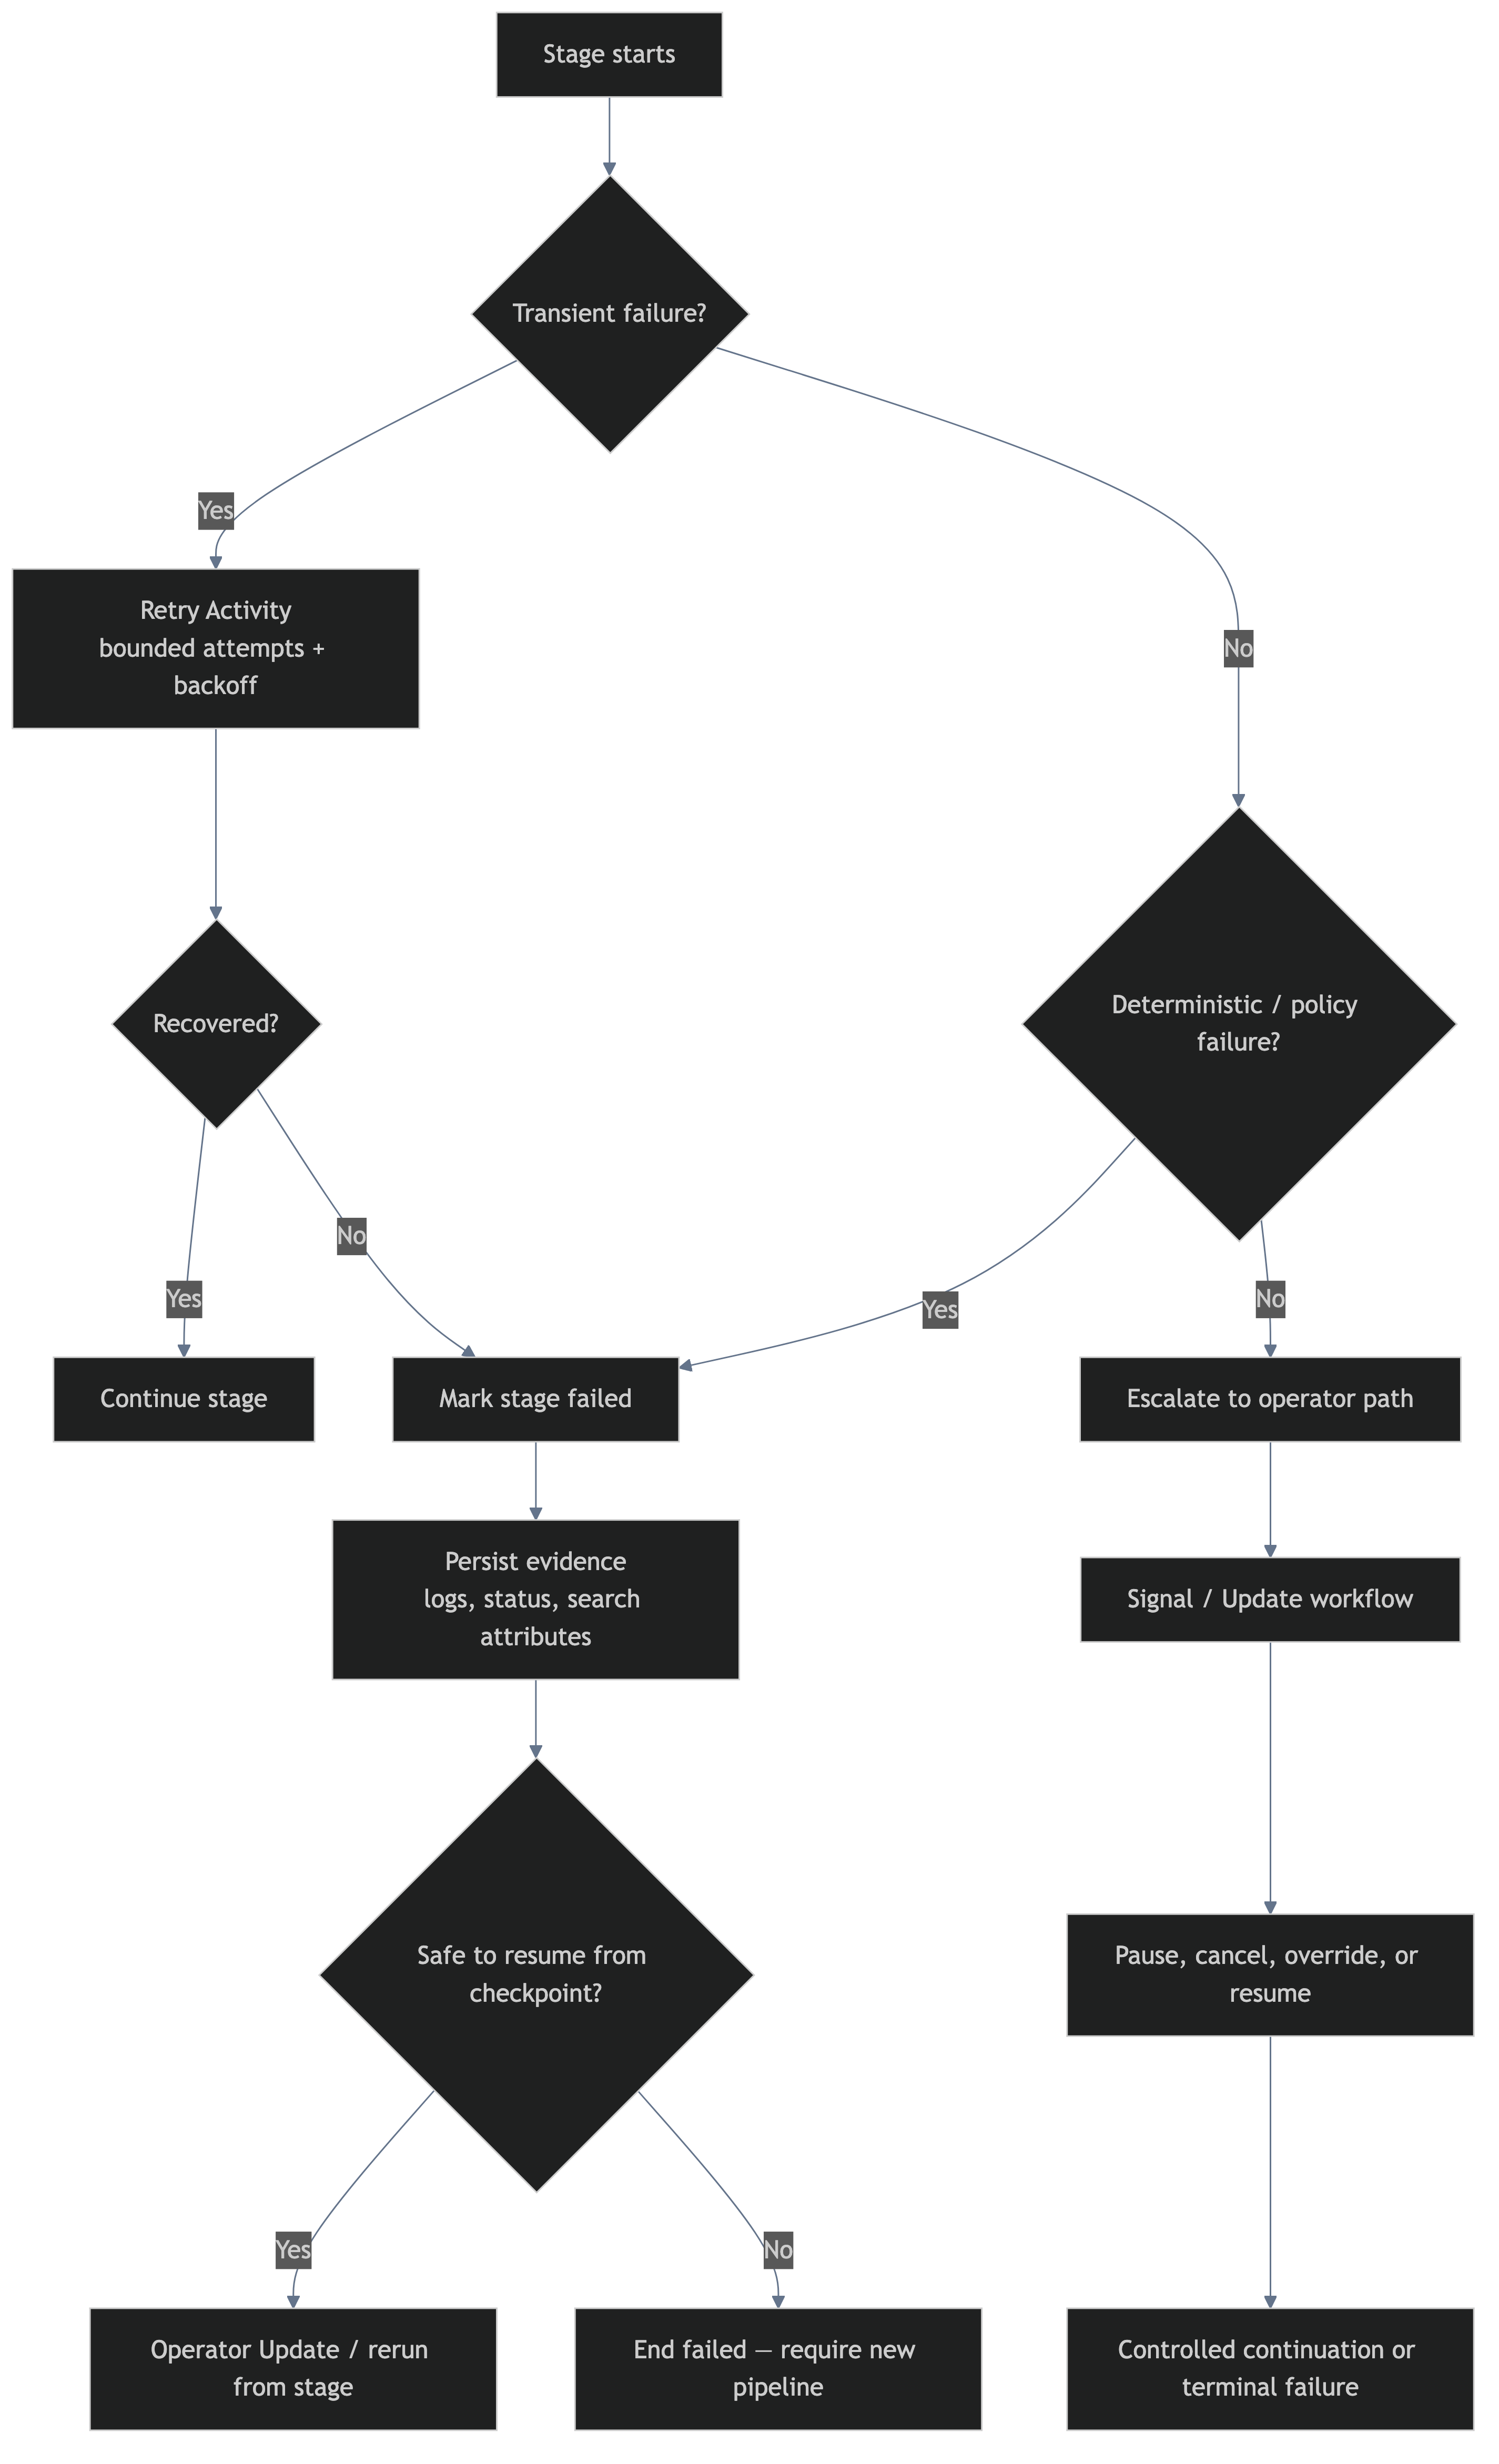 Stage starts
Transient failure?
Yes
Retry Activity
bounded attempts +
backoff
No
Recovered?
Deterministic / policy
failure?
No
Yes
Yes
No
Continue stage
Mark stage failed
Escalate to operator path
Persist evidence
logs, status, search
attributes
Signal / Update workflow
Safe to resume from
checkpoint?
Pause, cancel, override, or
resume
Yes
No
Operator Update / rerun
from stage
End failed — require new
pipeline
Controlled continuation or
terminal failure